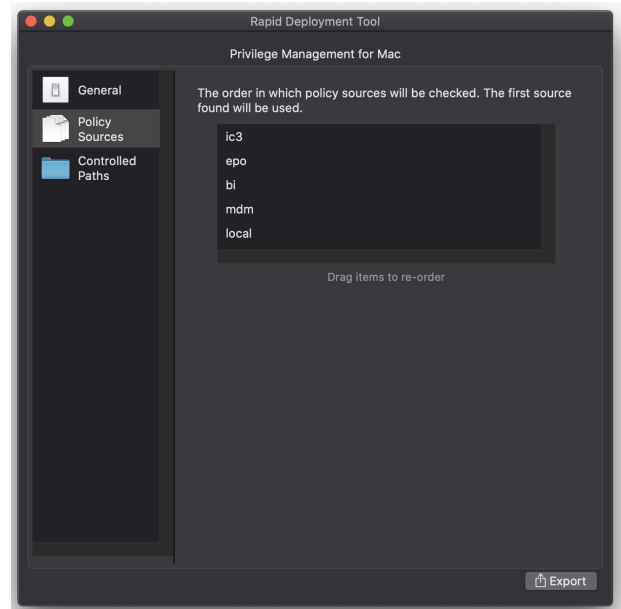 Rapid Deployment Tool
Privilege Management for Mac
General
Policy
Sources
Controlled
Paths
The order in which policy sources will be checked. The first source
found will be used.
ic3
epo
bi
mdm
local
Drag items to re-order
Export